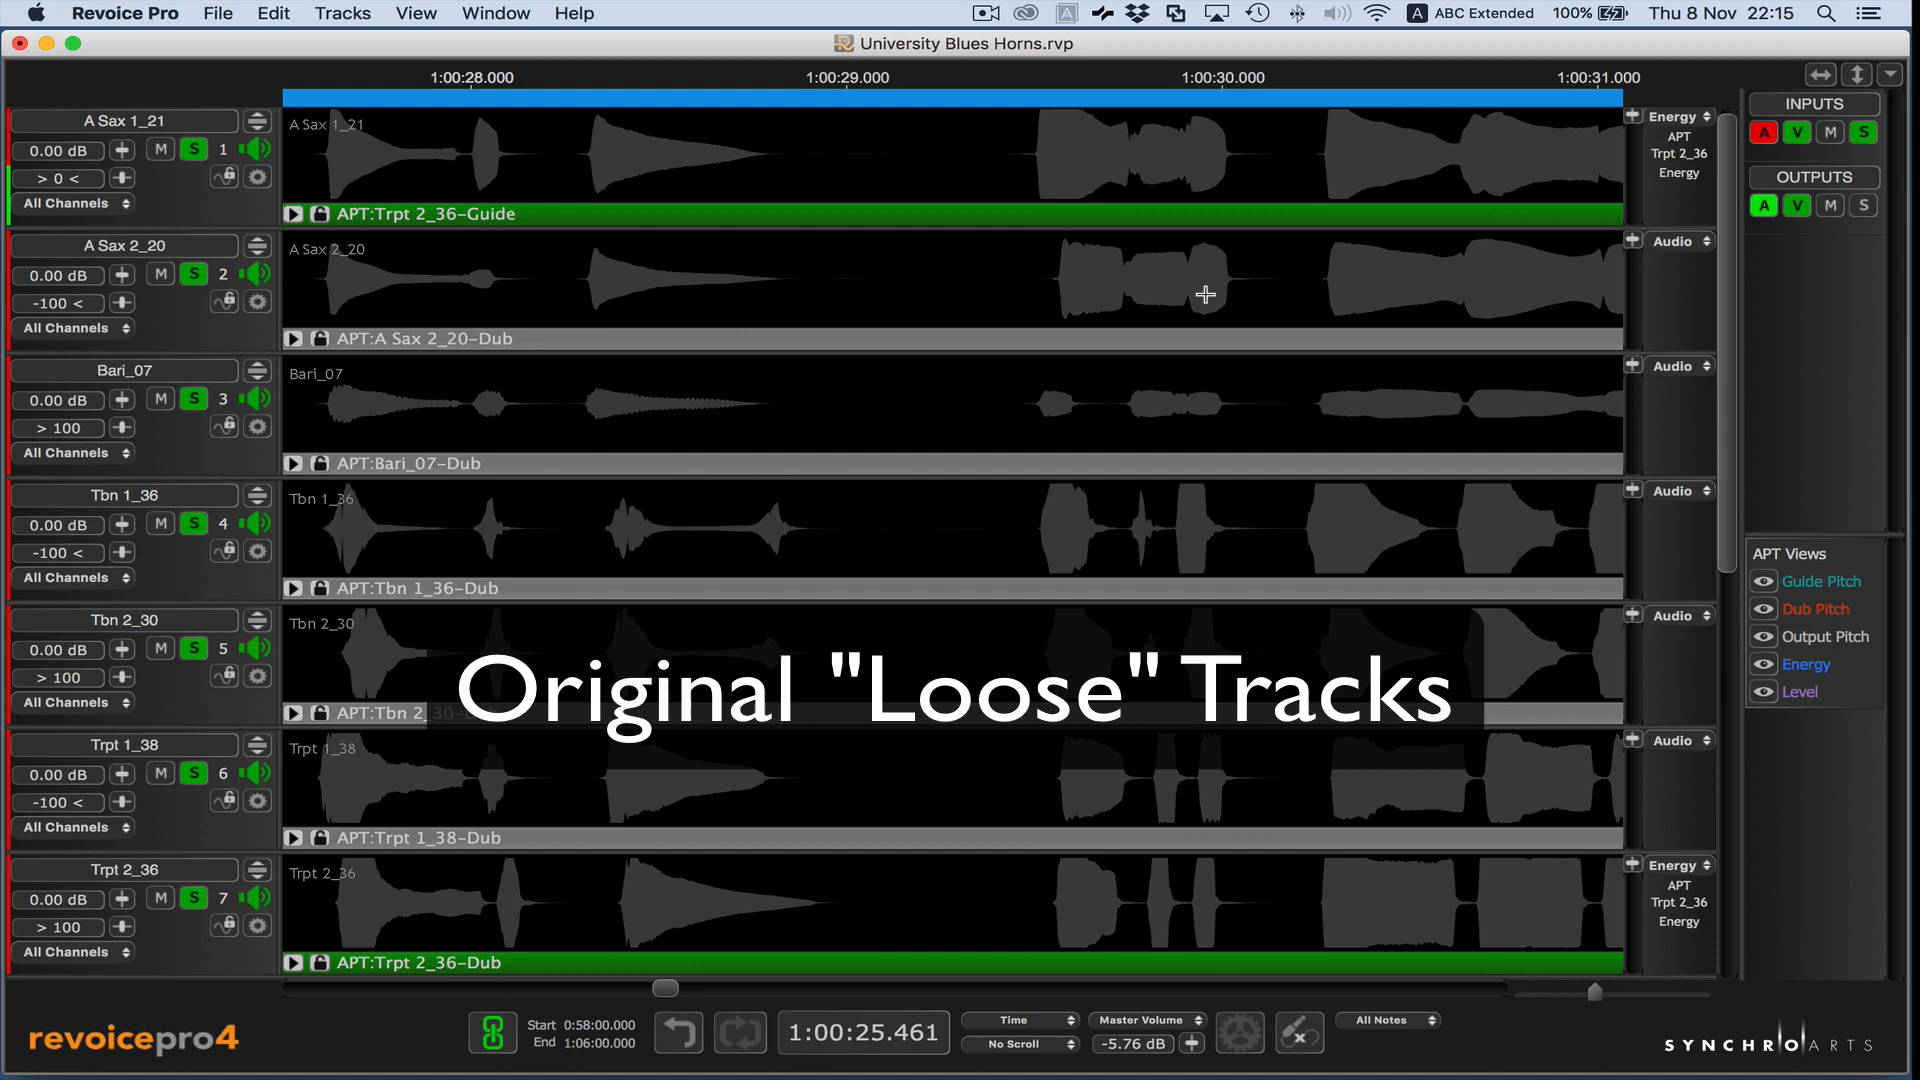 Revoice Pro File Edit Tracks View Window Help A A ABC Extended 100% Thu 8 Nov 22:15
University Blues Horns.rvp
1:00:28.000 1:00:29.000 1:00:30.000 1:00:31.000
INPUTS
A V M S
OUTPUTS
A V M S
A Sax 1_21
0.00 dB M S 1
> 0 <
All Channels
A Sax 1_21
APT:Trpt 2_36-Guide
Energy
APT
Trpt 2_36
Energy
A Sax 2_20
0.00 dB M S 2
-100 <
All Channels
A Sax 2_20
APT:A Sax 2_20-Dub
Audio
Bari_07
0.00 dB M S 3
> 100
All Channels
Bari_07
APT:Bari_07-Dub
Audio
Tbn 1_36
0.00 dB M S 4
-100 <
All Channels
Tbn 1_36
APT:Tbn 1_36-Dub
Audio
APT Views
Guide Pitch
Dub Pitch
Output Pitch
Energy
Level
Tbn 2_30
0.00 dB M S 5
> 100
All Channels
Tbn 2_30
APT:Tbn 2_30-Dub
Audio
Original "Loose" Tracks
Trpt 1_38
0.00 dB M S 6
-100 <
All Channels
Trpt 1_38
APT:Trpt 1_38-Dub
Audio
Trpt 2_36
0.00 dB M S 7
> 100
All Channels
Trpt 2_36
APT:Trpt 2_36-Dub
Energy
APT
Trpt 2_36
Energy
revoicepro4
Start 0:58:00.000
End 1:06:00.000
1:00:25.461
Time
No Scroll
Master Volume
-5.76 dB
All Notes
SYNCHRO ARTS